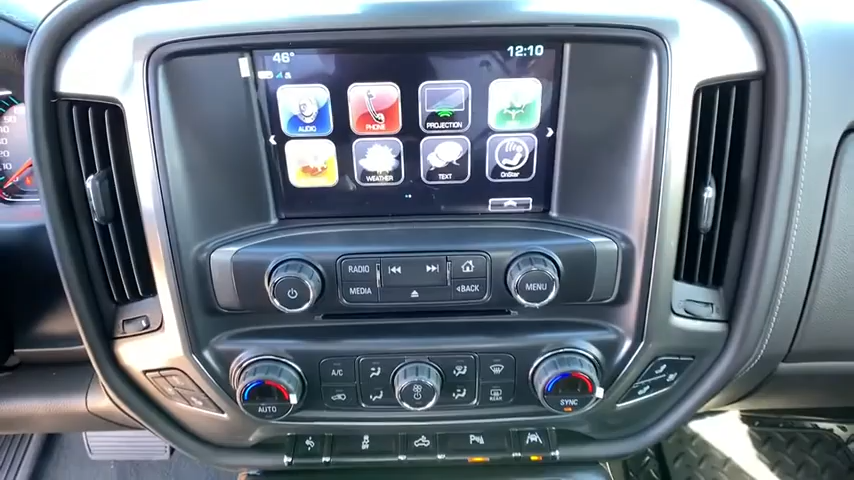 46°
12:10
AUDIO
PHONE
PROJECTION
WEATHER
TEXT
OnStar
RADIO
MEDIA
BACK
MENU
A/C
REAR
AUTO
SYNC